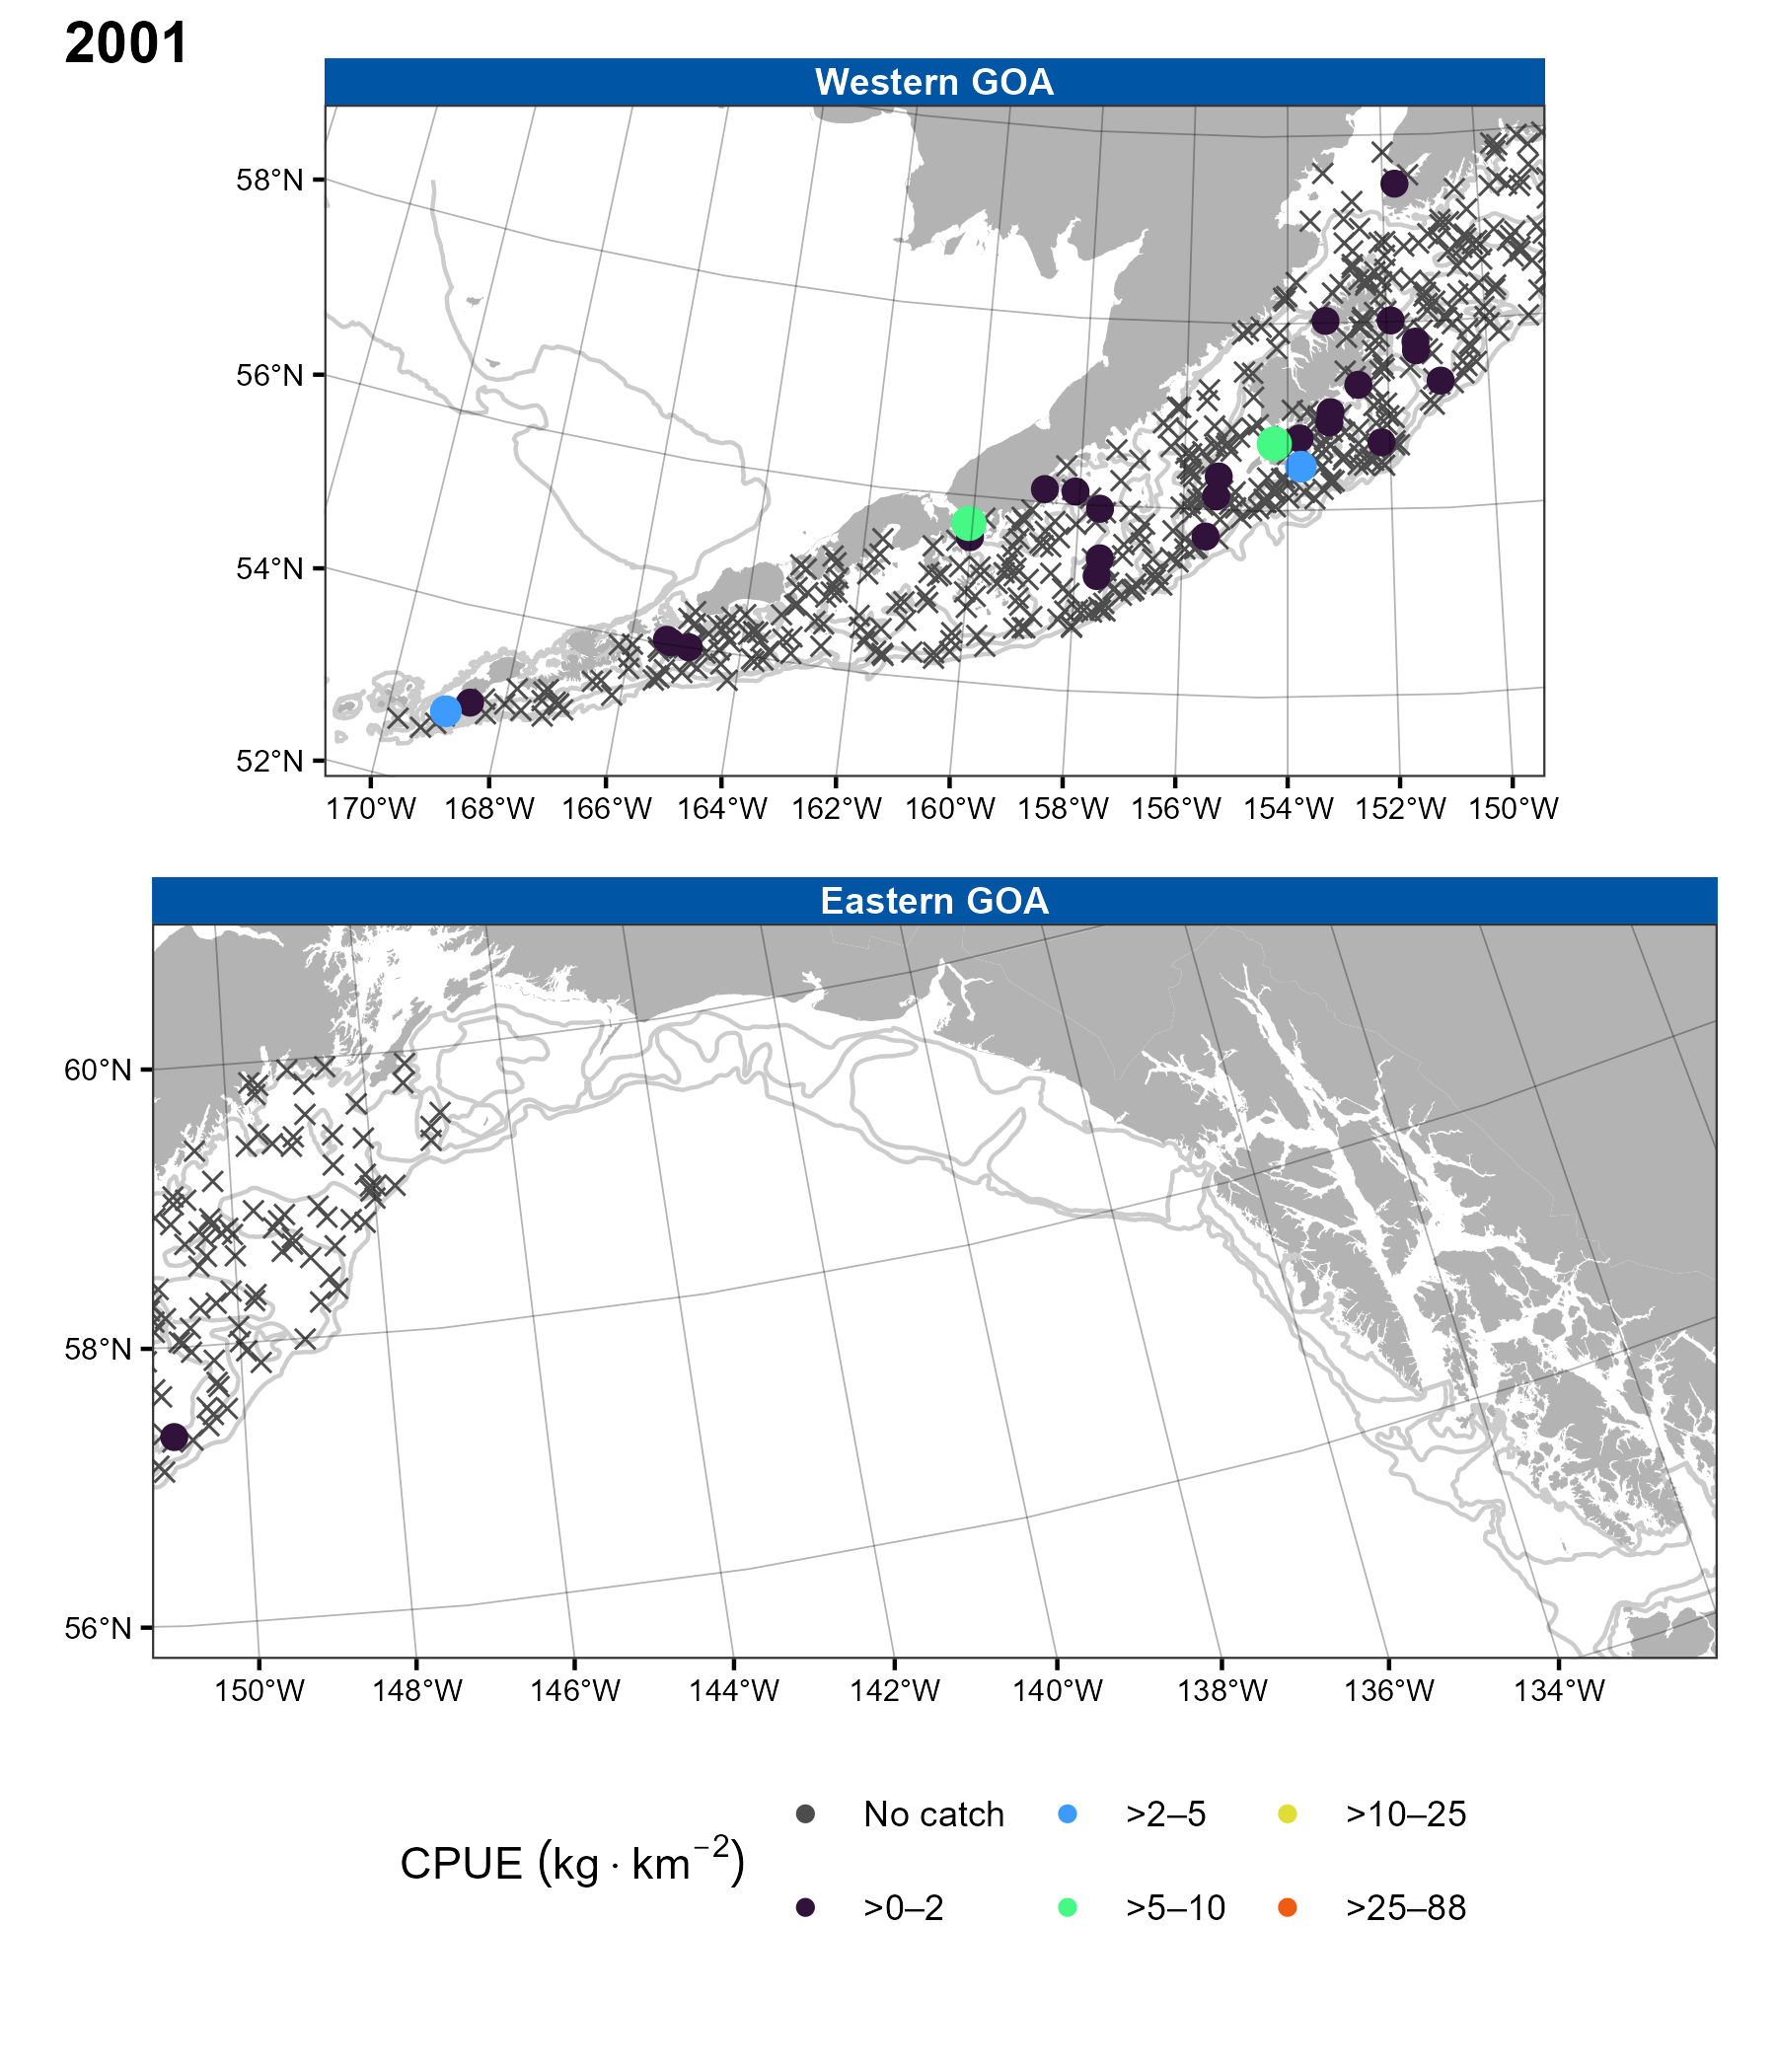 2001
Western GOA
58°N
56°N
54°N
52°N
170°W 168°W 166°W 164°W 162°W 160°W 158°W 156°W 154°W 152°W 150°W
Eastern GOA
60°N
58°N
56°N
150°W 148°W 146°W 144°W 142°W 140°W 138°W 136°W 134°W
CPUE (kg · km⁻²)
No catch >2–5 >10–25
>0–2 >5–10 >25–88